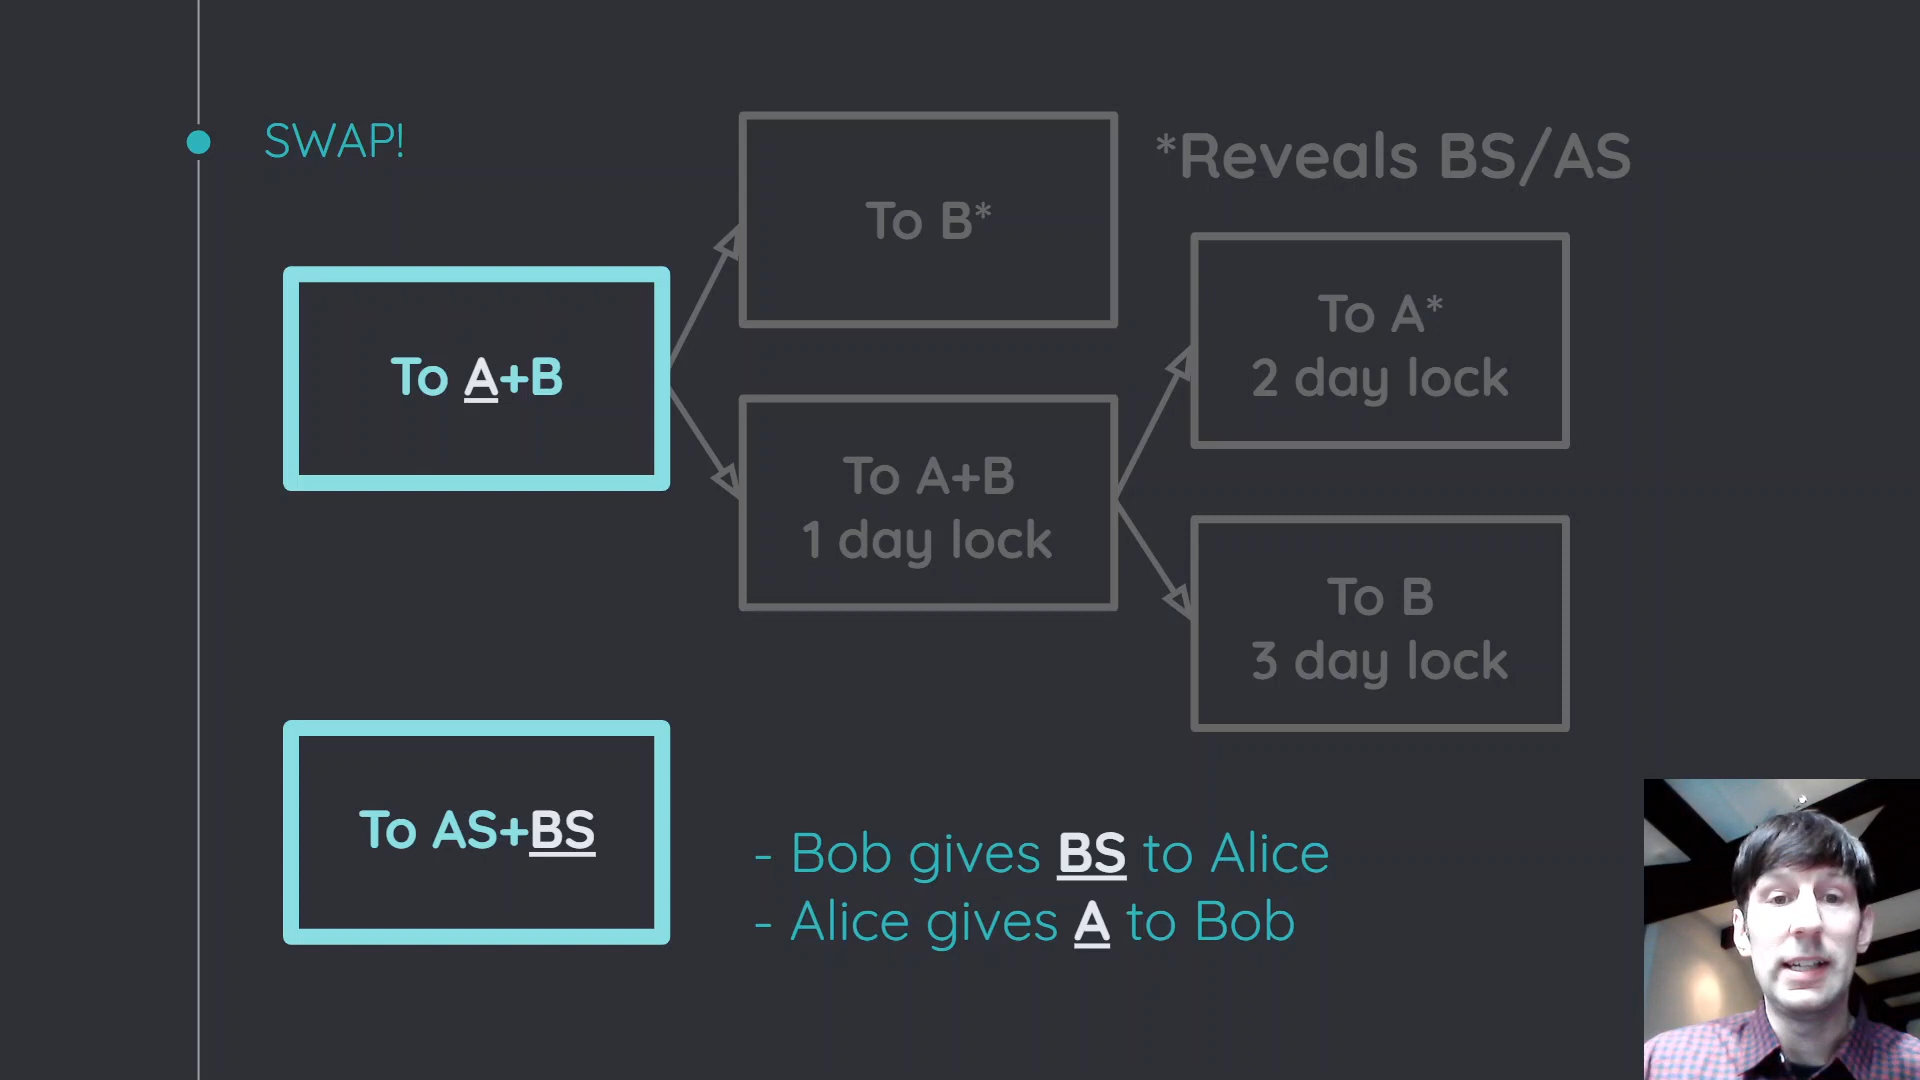 SWAP!
To B*
*Reveals BS/AS
To A+B
To A*
2 day lock
To A+B
1 day lock
To B
3 day lock
To AS+BS
- Bob gives BS to Alice
- Alice gives A to Bob